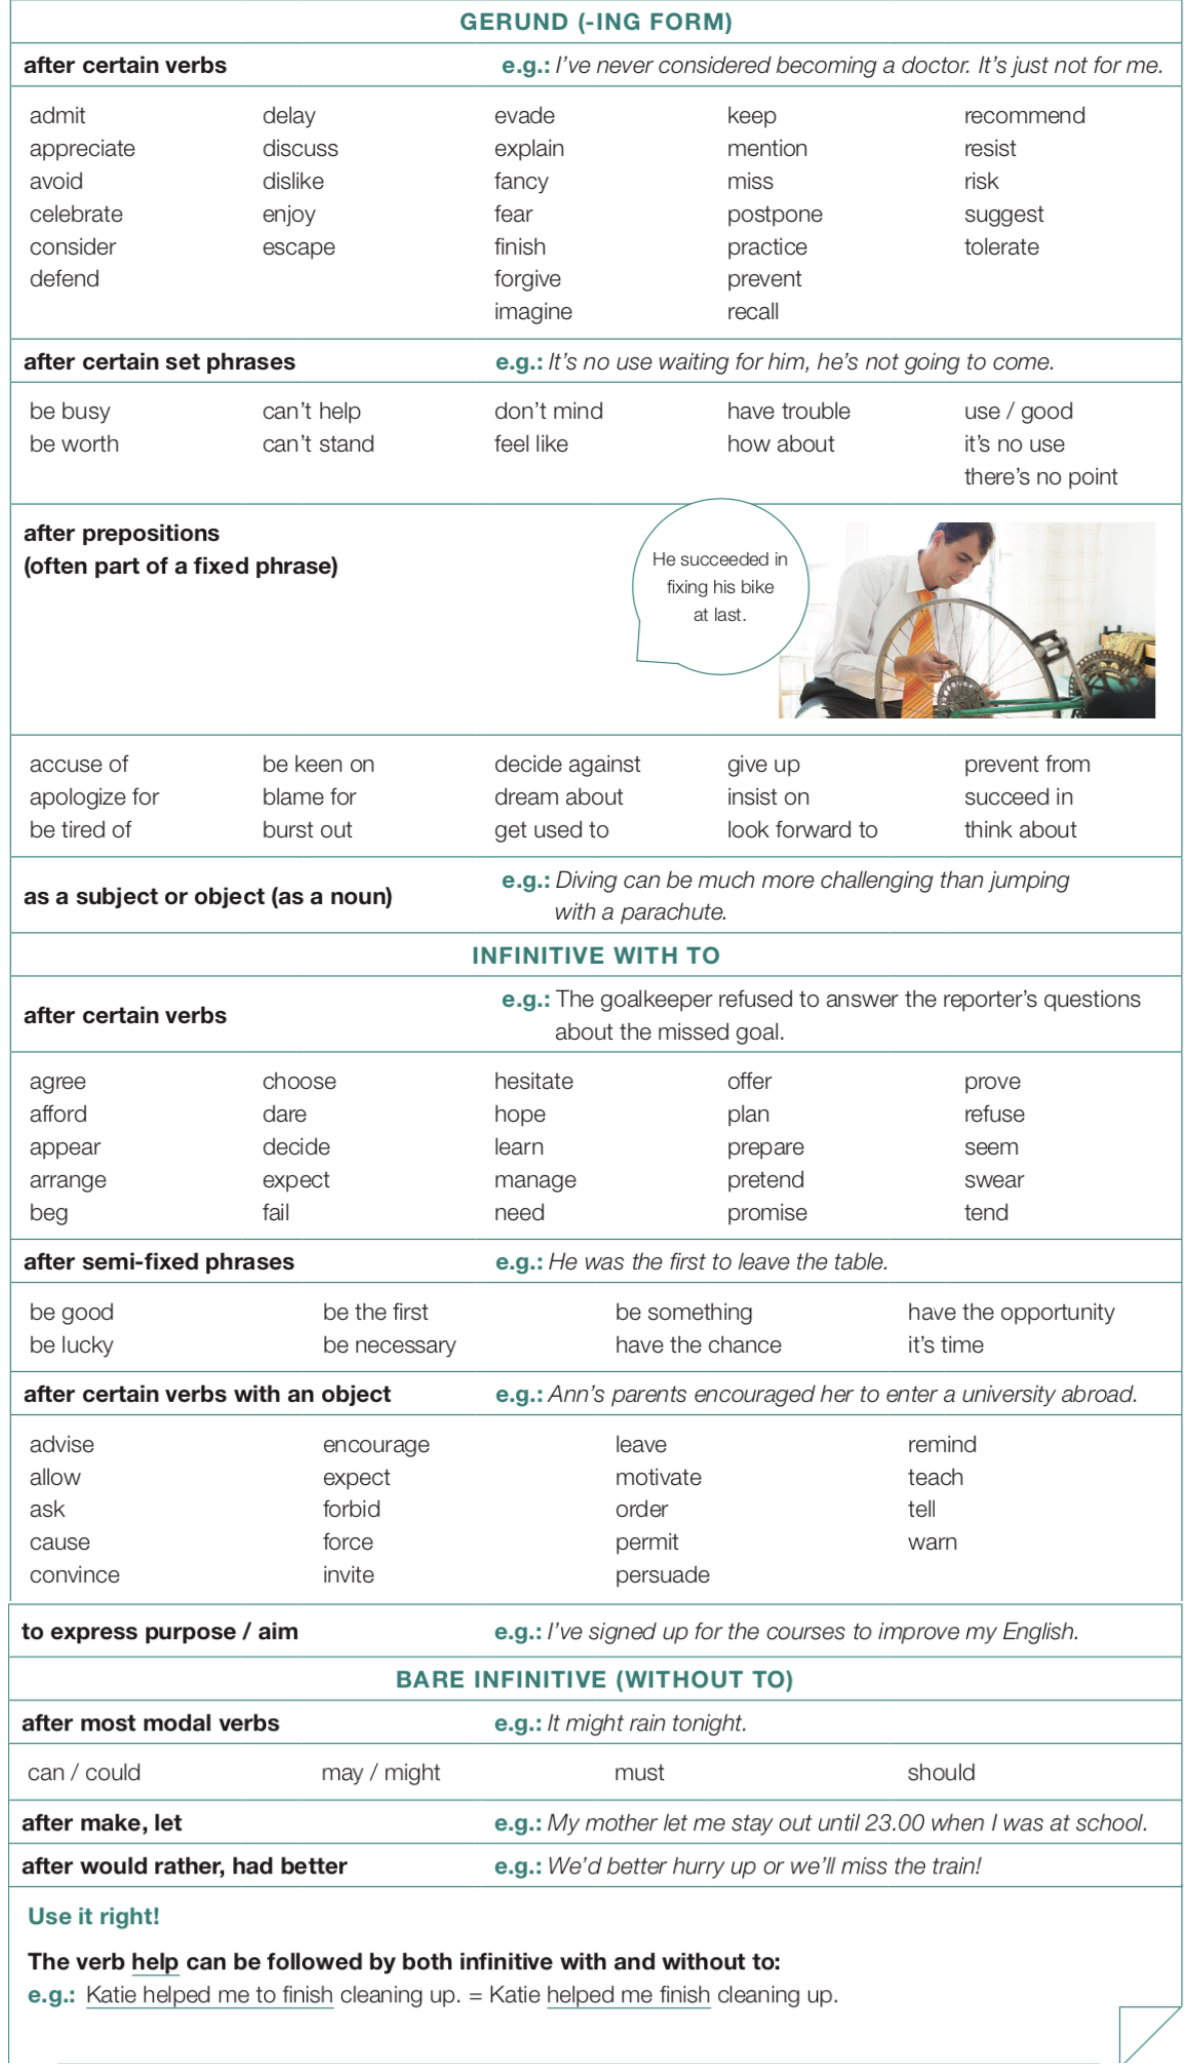 GERUND (-ING FORM)
after certain verbs e.g.: I've never considered becoming a doctor. It's just not for me.
admit delay evade keep recommend
appreciate discuss explain mention resist
avoid dislike fancy miss risk
celebrate enjoy fear postpone suggest
consider escape finish practice tolerate
defend forgive prevent
imagine recall
after certain set phrases e.g.: It's no use waiting for him, he's not going to come.
be busy can't help don't mind have trouble use / good
be worth can't stand feel like how about it's no use
there's no point
after prepositions
(often part of a fixed phrase)
He succeeded in
fixing his bike
at last.
accuse of be keen on decide against give up prevent from
apologize for blame for dream about insist on succeed in
be tired of burst out get used to look forward to think about
as a subject or object (as a noun) e.g.: Diving can be much more challenging than jumping
with a parachute.
INFINITIVE WITH TO
after certain verbs e.g.: The goalkeeper refused to answer the reporter's questions
about the missed goal.
agree choose hesitate offer prove
afford dare hope plan refuse
appear decide learn prepare seem
arrange expect manage pretend swear
beg fail need promise tend
after semi-fixed phrases e.g.: He was the first to leave the table.
be good be the first be something have the opportunity
be lucky be necessary have the chance it's time
after certain verbs with an object e.g.: Ann's parents encouraged her to enter a university abroad.
advise encourage leave remind
allow expect motivate teach
ask forbid order tell
cause force permit warn
convince invite persuade
to express purpose / aim e.g.: I've signed up for the courses to improve my English.
BARE INFINITIVE (WITHOUT TO)
after most modal verbs e.g.: It might rain tonight.
can / could may / might must should
after make, let e.g.: My mother let me stay out until 23.00 when I was at school.
after would rather, had better e.g.: We'd better hurry up or we'll miss the train!
Use it right!
The verb help can be followed by both infinitive with and without to:
e.g.: Katie helped me to finish cleaning up. = Katie helped me finish cleaning up.